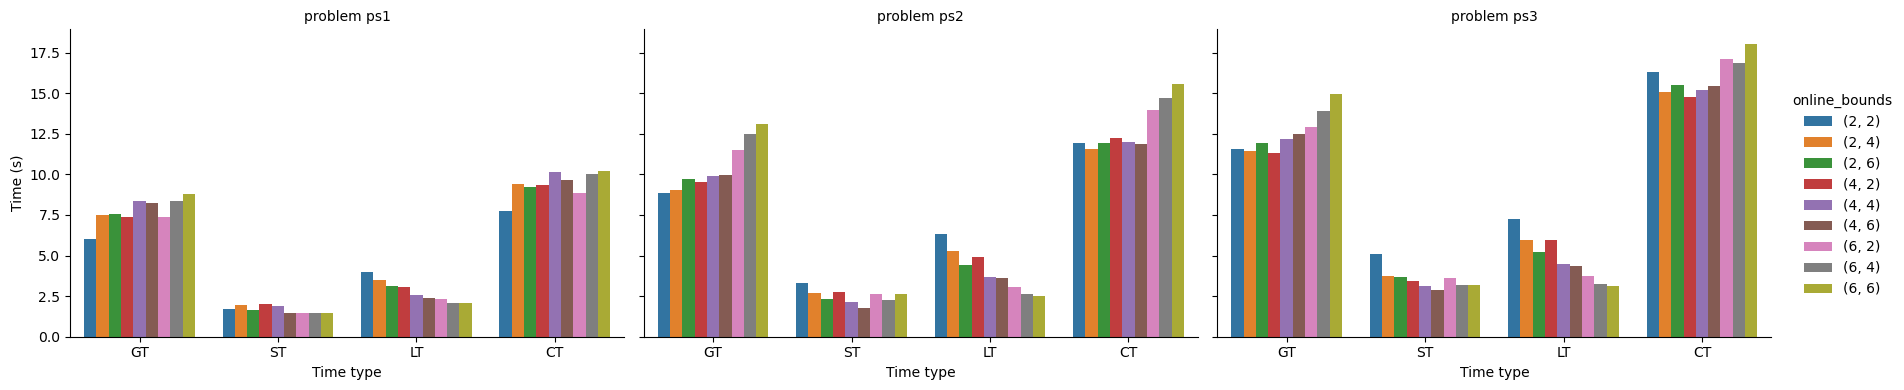 problem ps1
problem ps2
problem ps3
Time (s)
17.5
15.0
12.5
10.0
7.5
5.0
2.5
0.0
GT ST LT CT
GT ST LT CT
GT ST LT CT
Time type
Time type
Time type
online_bounds
(2, 2)
(2, 4)
(2, 6)
(4, 2)
(4, 4)
(4, 6)
(6, 2)
(6, 4)
(6, 6)